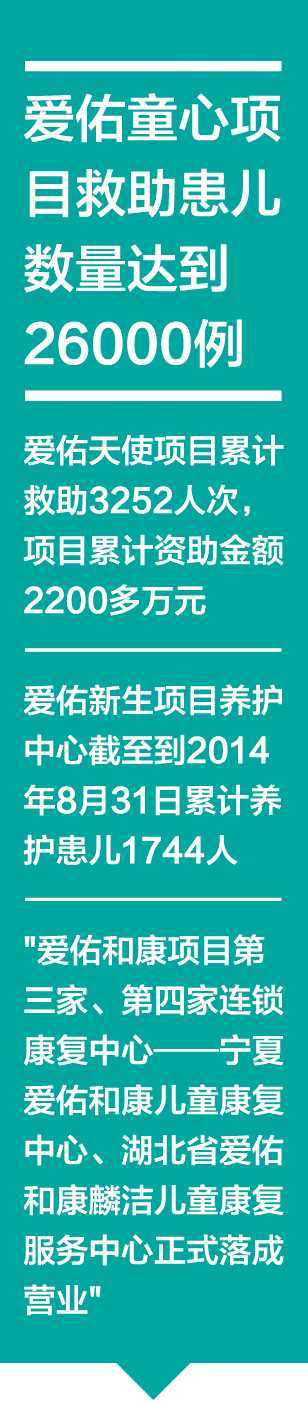 爱佑童心项
目救助患儿
数量达到
26000例
爱佑天使项目累计
救助3252人次，
项目累计资助金额
2200多万元
爱佑新生项目养护
中心截至到2014
年8月31日累计养
护患儿1744人
"爱佑和康项目第
三家、第四家连锁
康复中心——宁夏
爱佑和康儿童康复
中心、湖北省爱佑
和康麟洁儿童康复
服务中心正式落成
营业"